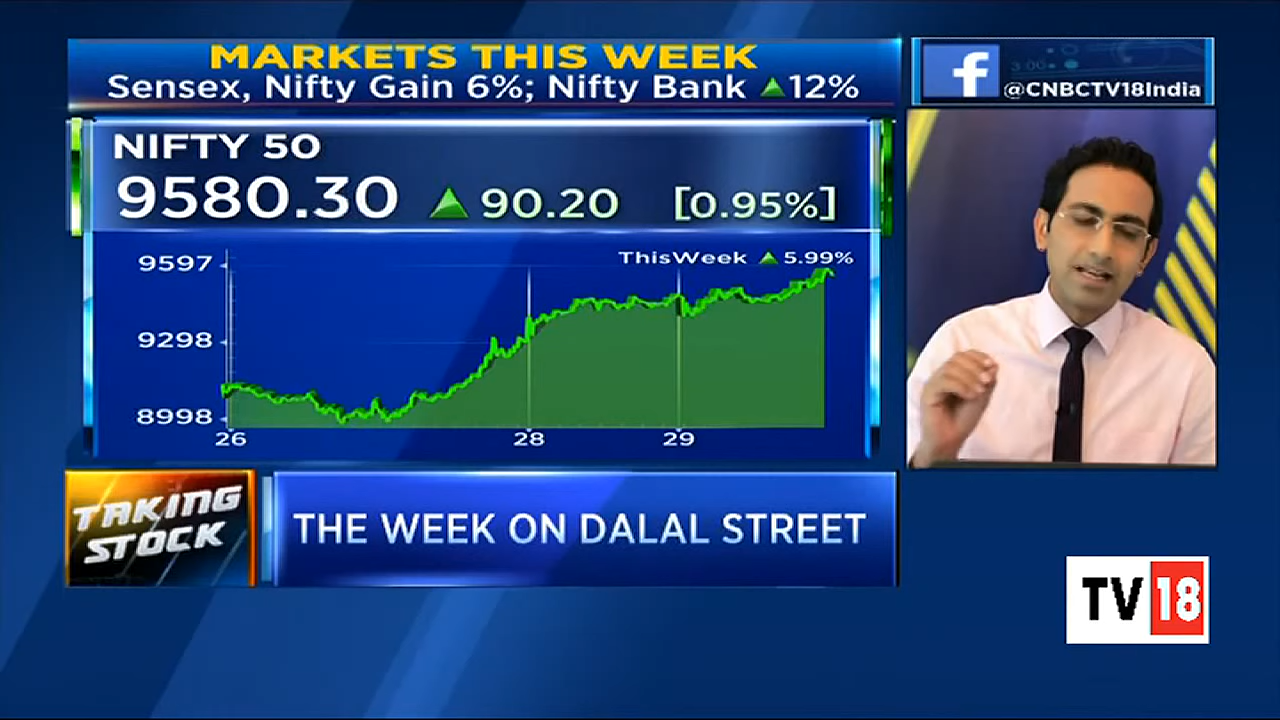 MARKETS THIS WEEK
Sensex, Nifty Gain 6%; Nifty Bank ▲12%
f
@CNBCTV18India
NIFTY 50
9580.30 ▲ 90.20 [0.95%]
ThisWeek ▲ 5.99%
9597
9298
8998
26 28 29
TAKING
STOCK
THE WEEK ON DALAL STREET
TV18